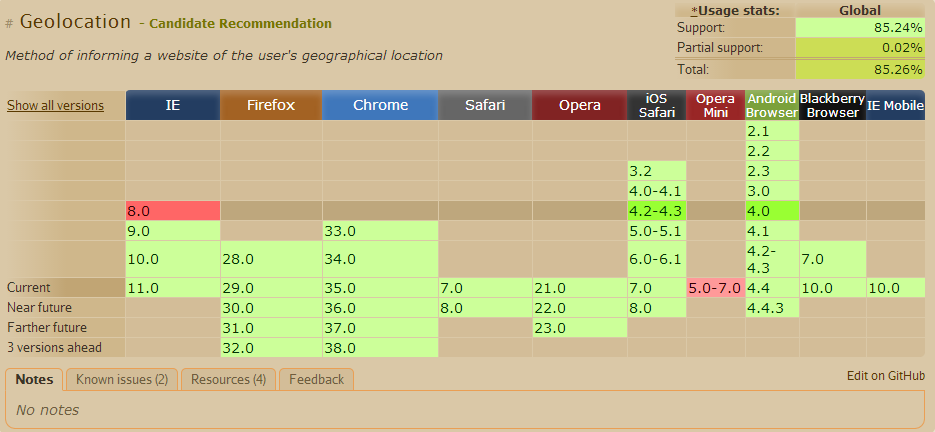 # Geolocation - Candidate Recommendation
*Usage stats: Global
Support: 85.24%
Partial support: 0.02%
Total: 85.26%
Method of informing a website of the user's geographical location
Show all versions IE Firefox Chrome Safari Opera iOS Safari Opera Mini Android Browser Blackberry Browser IE Mobile
2.1
2.2
3.2 2.3
4.0-4.1 3.0
8.0 4.2-4.3 4.0
9.0 33.0 5.0-5.1 4.1
10.0 28.0 34.0 6.0-6.1 4.2-4.3 7.0
Current 11.0 29.0 35.0 7.0 21.0 7.0 5.0-7.0 4.4 10.0 10.0
Near future 30.0 36.0 8.0 22.0 8.0 4.4.3
Farther future 31.0 37.0 23.0
3 versions ahead 32.0 38.0
Notes Known issues (2) Resources (4) Feedback Edit on GitHub
No notes